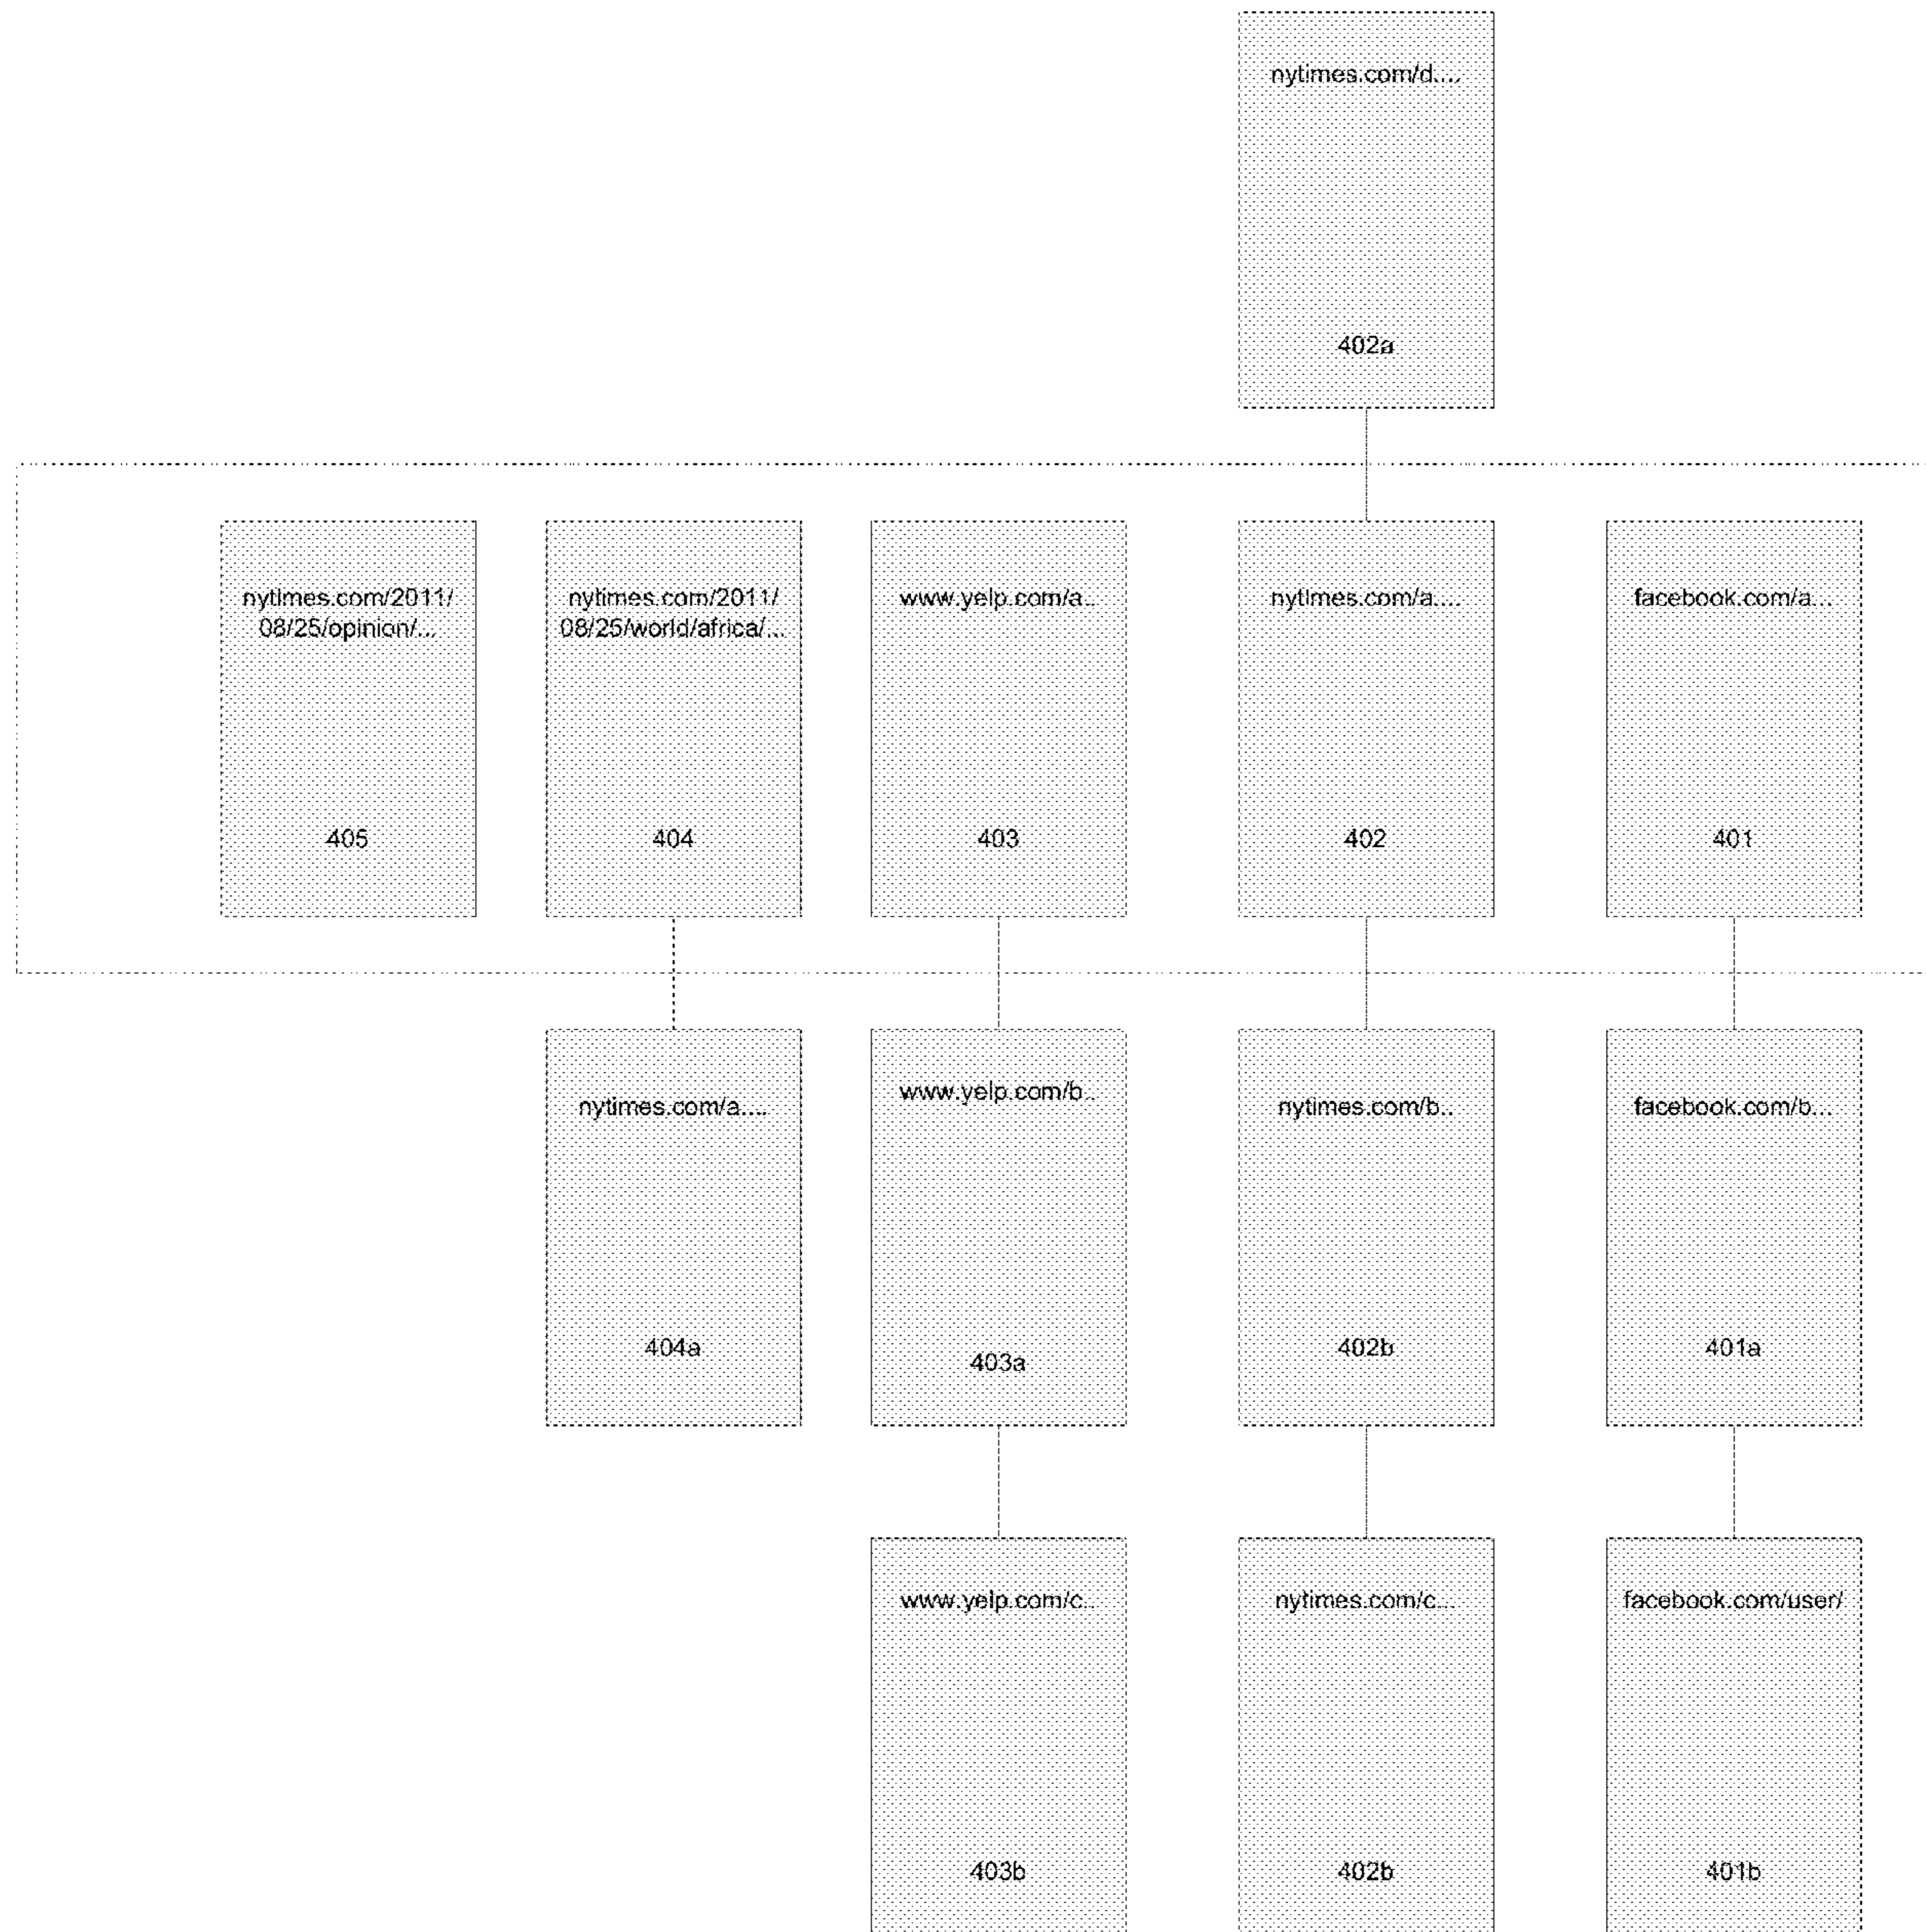 nytimes.com/d....
402a
nytimes.com/2011/
08/25/opinion/...
405
nytimes.com/2011/
08/25/world/africa/...
404
www.yelp.com/a..
403
nytimes.com/a....
402
facebook.com/a...
401
nytimes.com/a....
404a
www.yelp.com/b..
403a
nytimes.com/b..
402b
facebook.com/b...
401a
www.yelp.com/c..
403b
nytimes.com/c...
402b
facebook.com/user/
401b